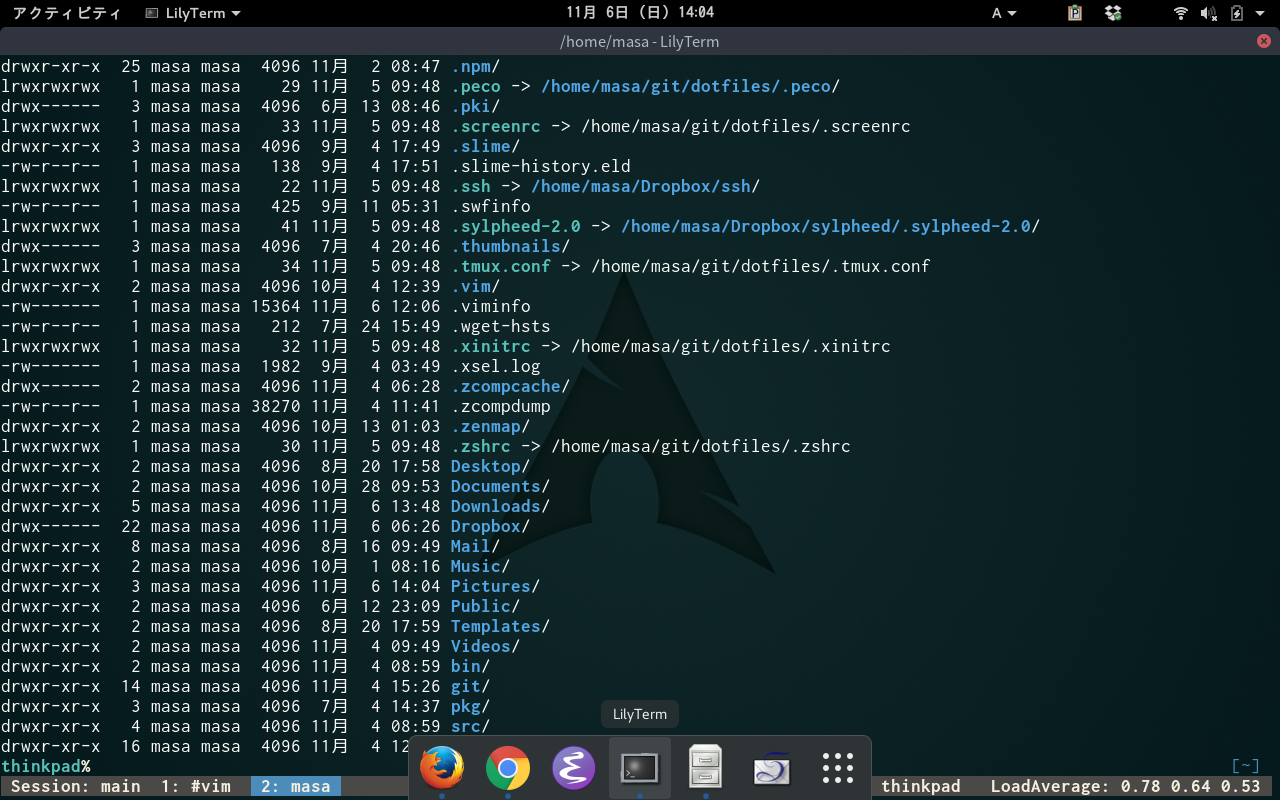 アクティビティ LilyTerm 11月 6日 (日) 14:04 A
/home/masa - LilyTerm
drwxr-xr-x 25 masa masa 4096 11月 2 08:47 .npm/
lrwxrwxrwx 1 masa masa 29 11月 5 09:48 .peco -> /home/masa/git/dotfiles/.peco/
drwx------ 3 masa masa 4096 6月 13 08:46 .pki/
lrwxrwxrwx 1 masa masa 33 11月 5 09:48 .screenrc -> /home/masa/git/dotfiles/.screenrc
drwxr-xr-x 3 masa masa 4096 9月 4 17:49 .slime/
-rw-r--r-- 1 masa masa 138 9月 4 17:51 .slime-history.eld
lrwxrwxrwx 1 masa masa 22 11月 5 09:48 .ssh -> /home/masa/Dropbox/ssh/
-rw-r--r-- 1 masa masa 425 9月 11 05:31 .swfinfo
lrwxrwxrwx 1 masa masa 41 11月 5 09:48 .sylpheed-2.0 -> /home/masa/Dropbox/sylpheed/.sylpheed-2.0/
drwx------ 3 masa masa 4096 7月 4 20:46 .thumbnails/
lrwxrwxrwx 1 masa masa 34 11月 5 09:48 .tmux.conf -> /home/masa/git/dotfiles/.tmux.conf
drwxr-xr-x 2 masa masa 4096 10月 4 12:39 .vim/
-rw------- 1 masa masa 15364 11月 6 12:06 .viminfo
-rw-r--r-- 1 masa masa 212 7月 24 15:49 .wget-hsts
lrwxrwxrwx 1 masa masa 32 11月 5 09:48 .xinitrc -> /home/masa/git/dotfiles/.xinitrc
-rw------- 1 masa masa 1982 9月 4 03:49 .xsel.log
drwx------ 2 masa masa 4096 11月 4 06:28 .zcompcache/
-rw-r--r-- 1 masa masa 38270 11月 4 11:41 .zcompdump
drwxr-xr-x 2 masa masa 4096 10月 13 01:03 .zenmap/
lrwxrwxrwx 1 masa masa 30 11月 5 09:48 .zshrc -> /home/masa/git/dotfiles/.zshrc
drwxr-xr-x 2 masa masa 4096 8月 20 17:58 Desktop/
drwxr-xr-x 2 masa masa 4096 10月 28 09:53 Documents/
drwxr-xr-x 5 masa masa 4096 11月 6 13:48 Downloads/
drwx------ 22 masa masa 4096 11月 6 06:26 Dropbox/
drwxr-xr-x 8 masa masa 4096 8月 16 09:49 Mail/
drwxr-xr-x 2 masa masa 4096 10月 1 08:16 Music/
drwxr-xr-x 3 masa masa 4096 11月 6 14:04 Pictures/
drwxr-xr-x 2 masa masa 4096 6月 12 23:09 Public/
drwxr-xr-x 2 masa masa 4096 8月 20 17:59 Templates/
drwxr-xr-x 2 masa masa 4096 11月 4 09:49 Videos/
drwxr-xr-x 2 masa masa 4096 11月 4 08:59 bin/
drwxr-xr-x 14 masa masa 4096 11月 4 15:26 git/
drwxr-xr-x 3 masa masa 4096 7月 4 14:37 pkg/
LilyTerm
drwxr-xr-x 4 masa masa 4096 11月 4 08:59 src/
drwxr-xr-x 16 masa masa 4096 11月 4 12
thinkpad% [~]
Session: main 1: #vim 2: masa thinkpad LoadAverage: 0.78 0.64 0.53